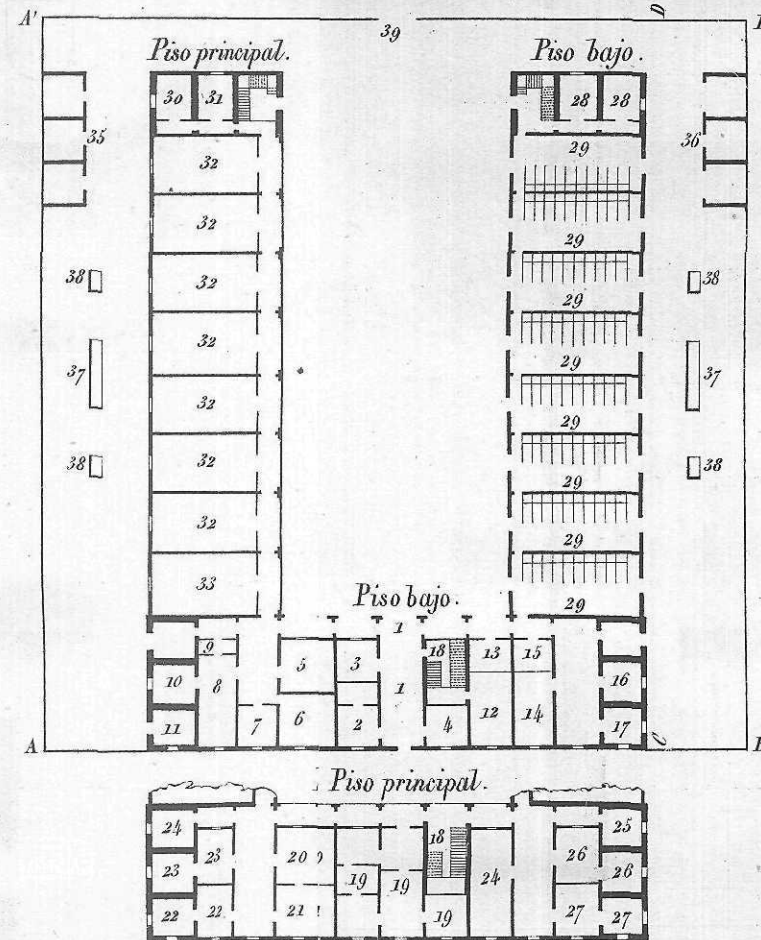 A' 39 D
Piso principal. Piso bajo.
30 31 28 28
35 32 29 36
32
32 29
38 38
32 29
37 37
32 29
32 29
38 38
32 29
33 29
Piso bajo.
29
1
9 5 3 18 13 15
10 8 1 16
7 6 2 4 12 14
11 17
A C
Piso principal.
24 25
23 23 20 18 24 26 26
19 19
22 22 21 19 27 27